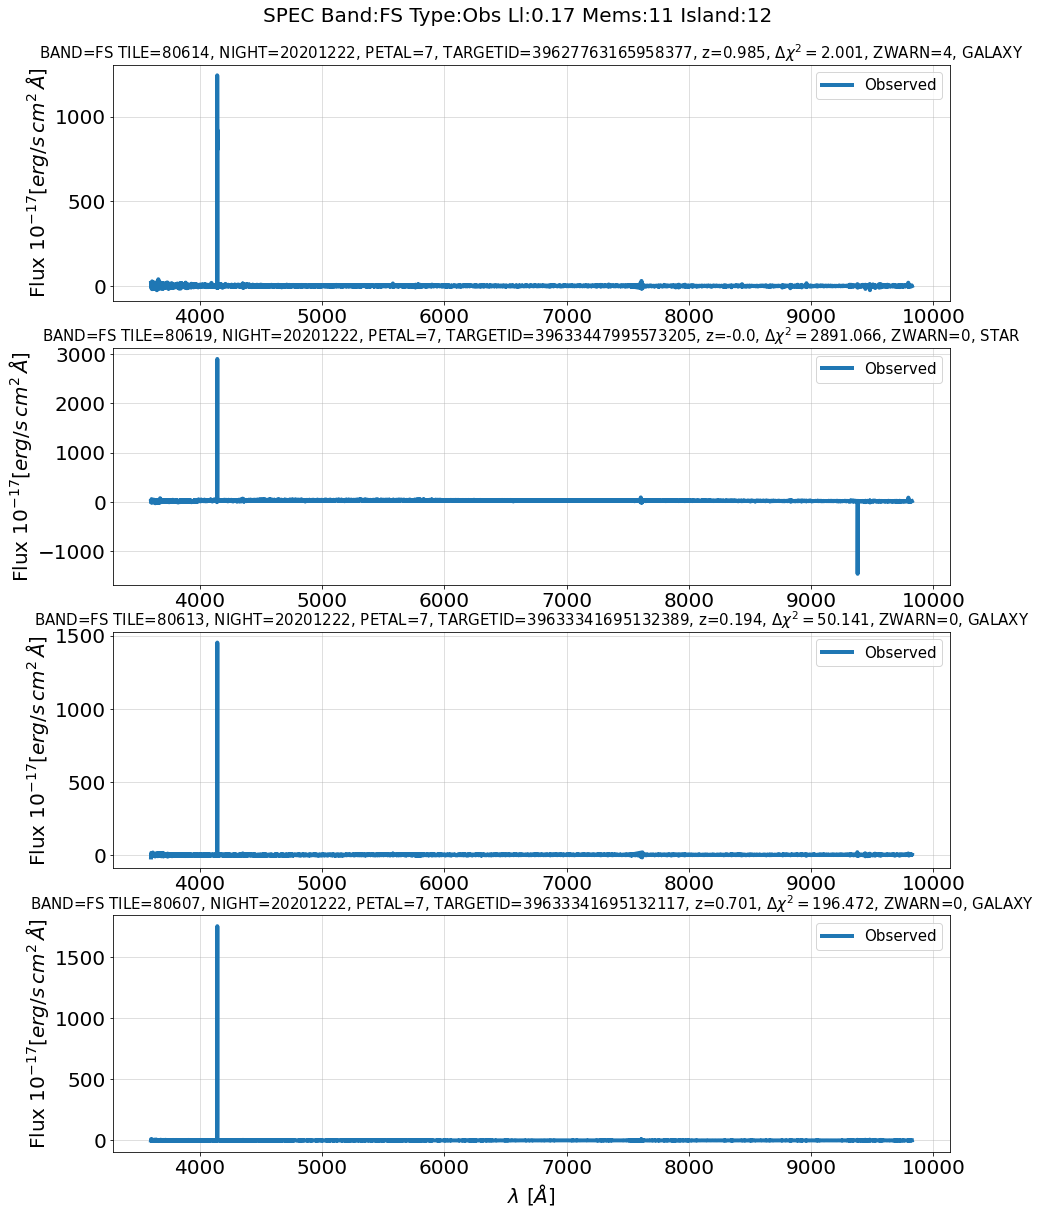 SPEC Band:FS Type:Obs Ll:0.17 Mems:11 Island:12
BAND=FS TILE=80614, NIGHT=20201222, PETAL=7, TARGETID=39627763165958377, z=0.985, Δχ² = 2.001, ZWARN=4, GALAXY
Observed
Flux 10⁻¹⁷[erg/s cm² Å]
1000
500
0
4000 5000 6000 7000 8000 9000 10000
BAND=FS TILE=80619, NIGHT=20201222, PETAL=7, TARGETID=39633447995573205, z=-0.0, Δχ² = 2891.066, ZWARN=0, STAR
Observed
Flux 10⁻¹⁷[erg/s cm² Å]
3000
2000
1000
0
−1000
4000 5000 6000 7000 8000 9000 10000
BAND=FS TILE=80613, NIGHT=20201222, PETAL=7, TARGETID=39633341695132389, z=0.194, Δχ² = 50.141, ZWARN=0, GALAXY
Observed
Flux 10⁻¹⁷[erg/s cm² Å]
1500
1000
500
0
4000 5000 6000 7000 8000 9000 10000
BAND=FS TILE=80607, NIGHT=20201222, PETAL=7, TARGETID=39633341695132117, z=0.701, Δχ² = 196.472, ZWARN=0, GALAXY
Observed
Flux 10⁻¹⁷[erg/s cm² Å]
1500
1000
500
0
4000 5000 6000 7000 8000 9000 10000
λ [Å]